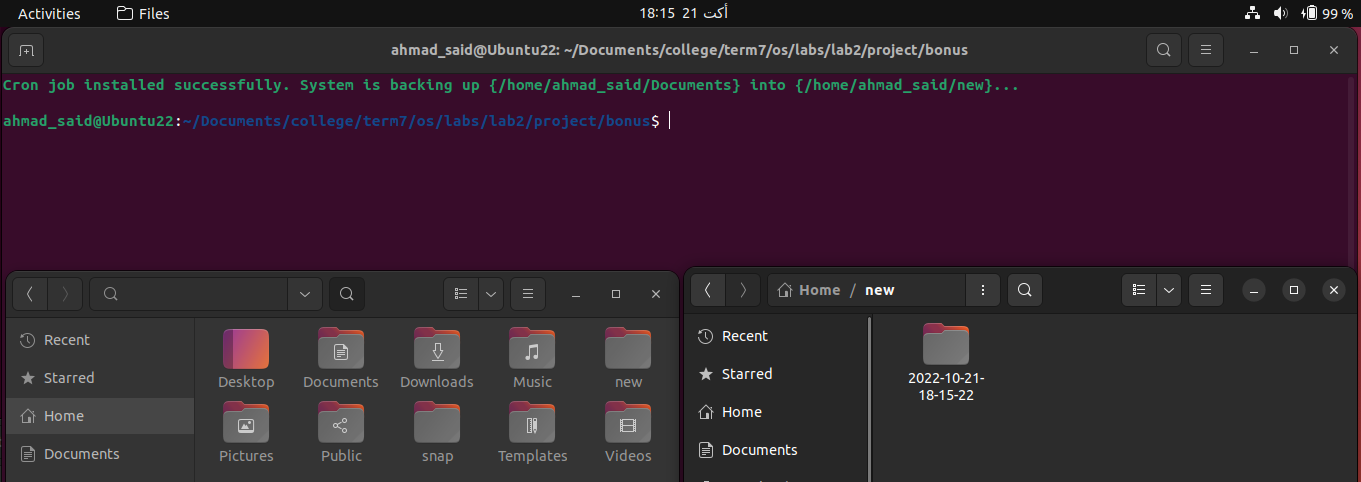 Activities Files 18:15 21 أكت 99 %
ahmad_said@Ubuntu22: ~/Documents/college/term7/os/labs/lab2/project/bonus
Cron job installed successfully. System is backing up {/home/ahmad_said/Documents} into {/home/ahmad_said/new}...
ahmad_said@Ubuntu22:~/Documents/college/term7/os/labs/lab2/project/bonus$
Recent
Starred
Home
Documents
Desktop Documents Downloads Music new
Pictures Public snap Templates Videos
Home / new
Recent
Starred
Home
Documents
2022-10-21-
18-15-22